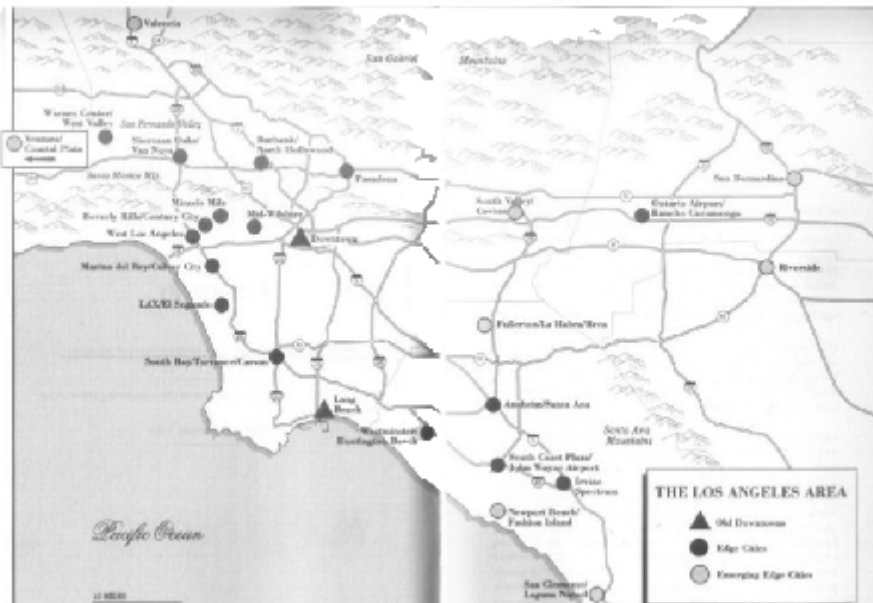 Valencia
San Gabriel
Mountains
Warner Center/
West Valley
San Fernando Valley
Ventura/
Coastal Plain
Sherman Oaks/
Van Nuys
Burbank/
North Hollywood
Pasadena
Santa Monica Mts.
San Bernardino
Miracle Mile
Beverly Hills/Century City
Mid-Wilshire
West Los Angeles
Downtown
South Valley/
Covina
Ontario Airport/
Rancho Cucamonga
Marina del Rey/Culver City
Riverside
LAX/El Segundo
Fullerton/La Habra/Brea
South Bay/Torrance/Carson
Long
Beach
Anaheim/Santa Ana
Westminster/
Huntington Beach
Santa Ana
Mountains
South Coast Plaza/
John Wayne Airport
Irvine
Spectrum
Newport Beach/
Fashion Island
San Clemente/
Laguna Niguel
Pacific Ocean
10 MILES
THE LOS ANGELES AREA
Old Downtowns
Edge Cities
Emerging Edge Cities